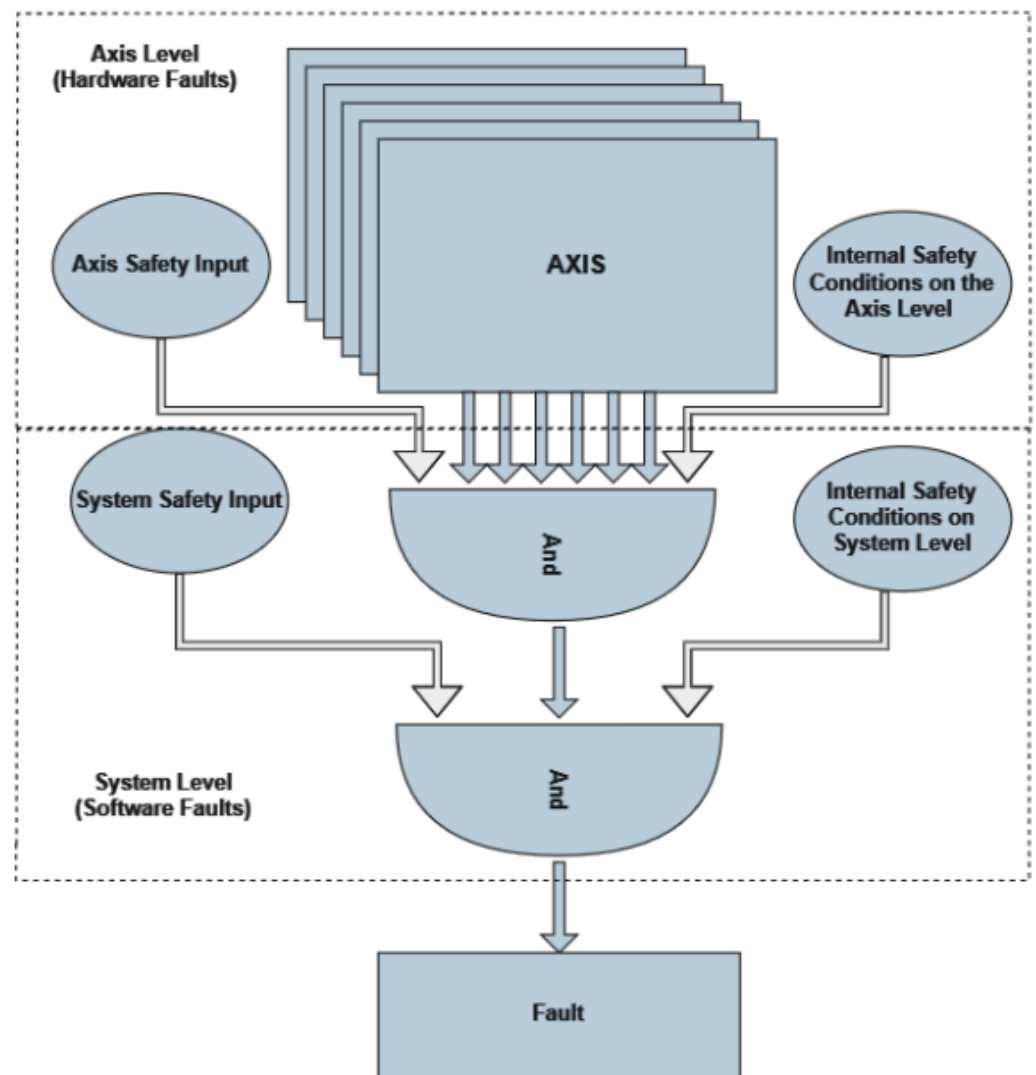 Axis Level
(Hardware Faults)
Axis Safety Input
AXIS
Internal Safety
Conditions on the
Axis Level
System Safety Input
And
Internal Safety
Conditions on
System Level
System Level
(Software Faults)
And
Fault